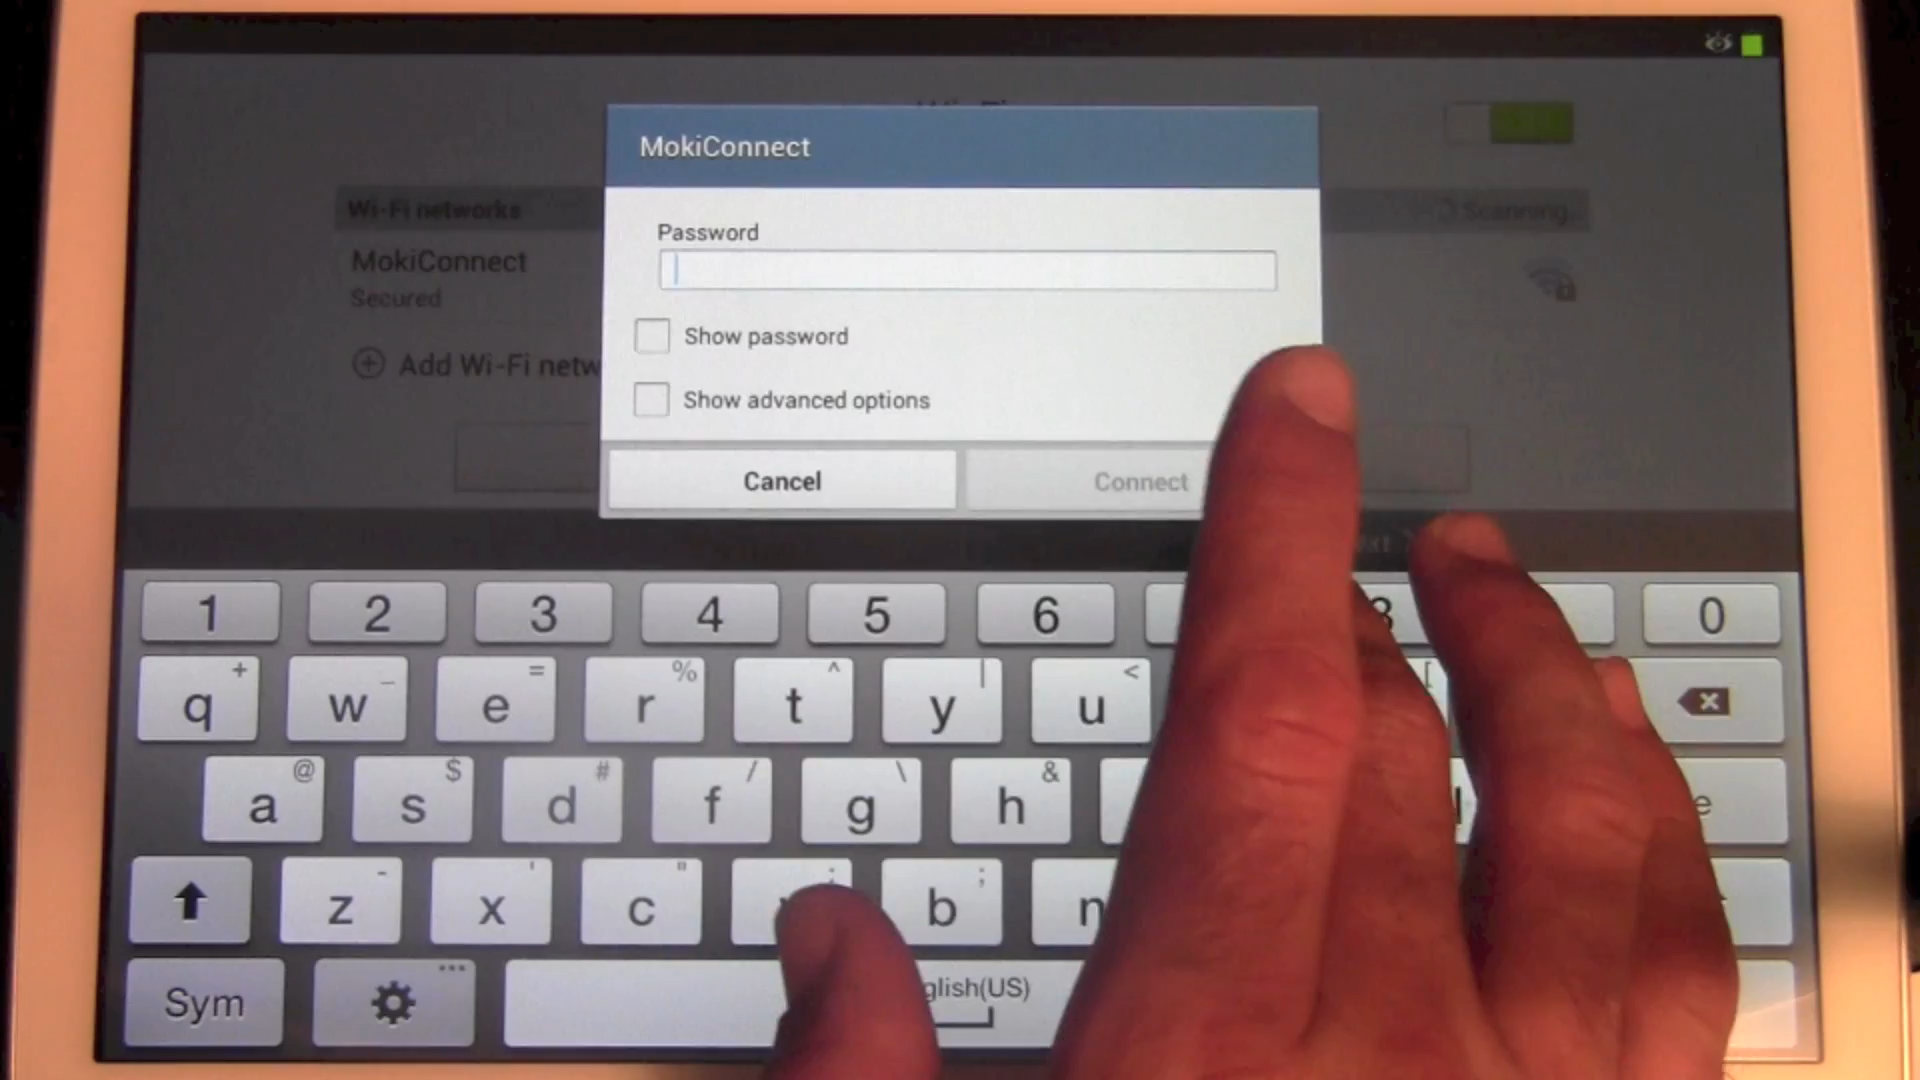 MokiConnect
Wi-Fi networks
Scanning...
MokiConnect
Secured
Add Wi-Fi netw
Password
Show password
Show advanced options
Cancel
Connect
1 2 3 4 5 6 8 0
+ _ = % ^ | < [
q w e r t y u
@ $ # / \ &
a s d f g h
- ' " : ;
z x c b n
Sym
glish(US)